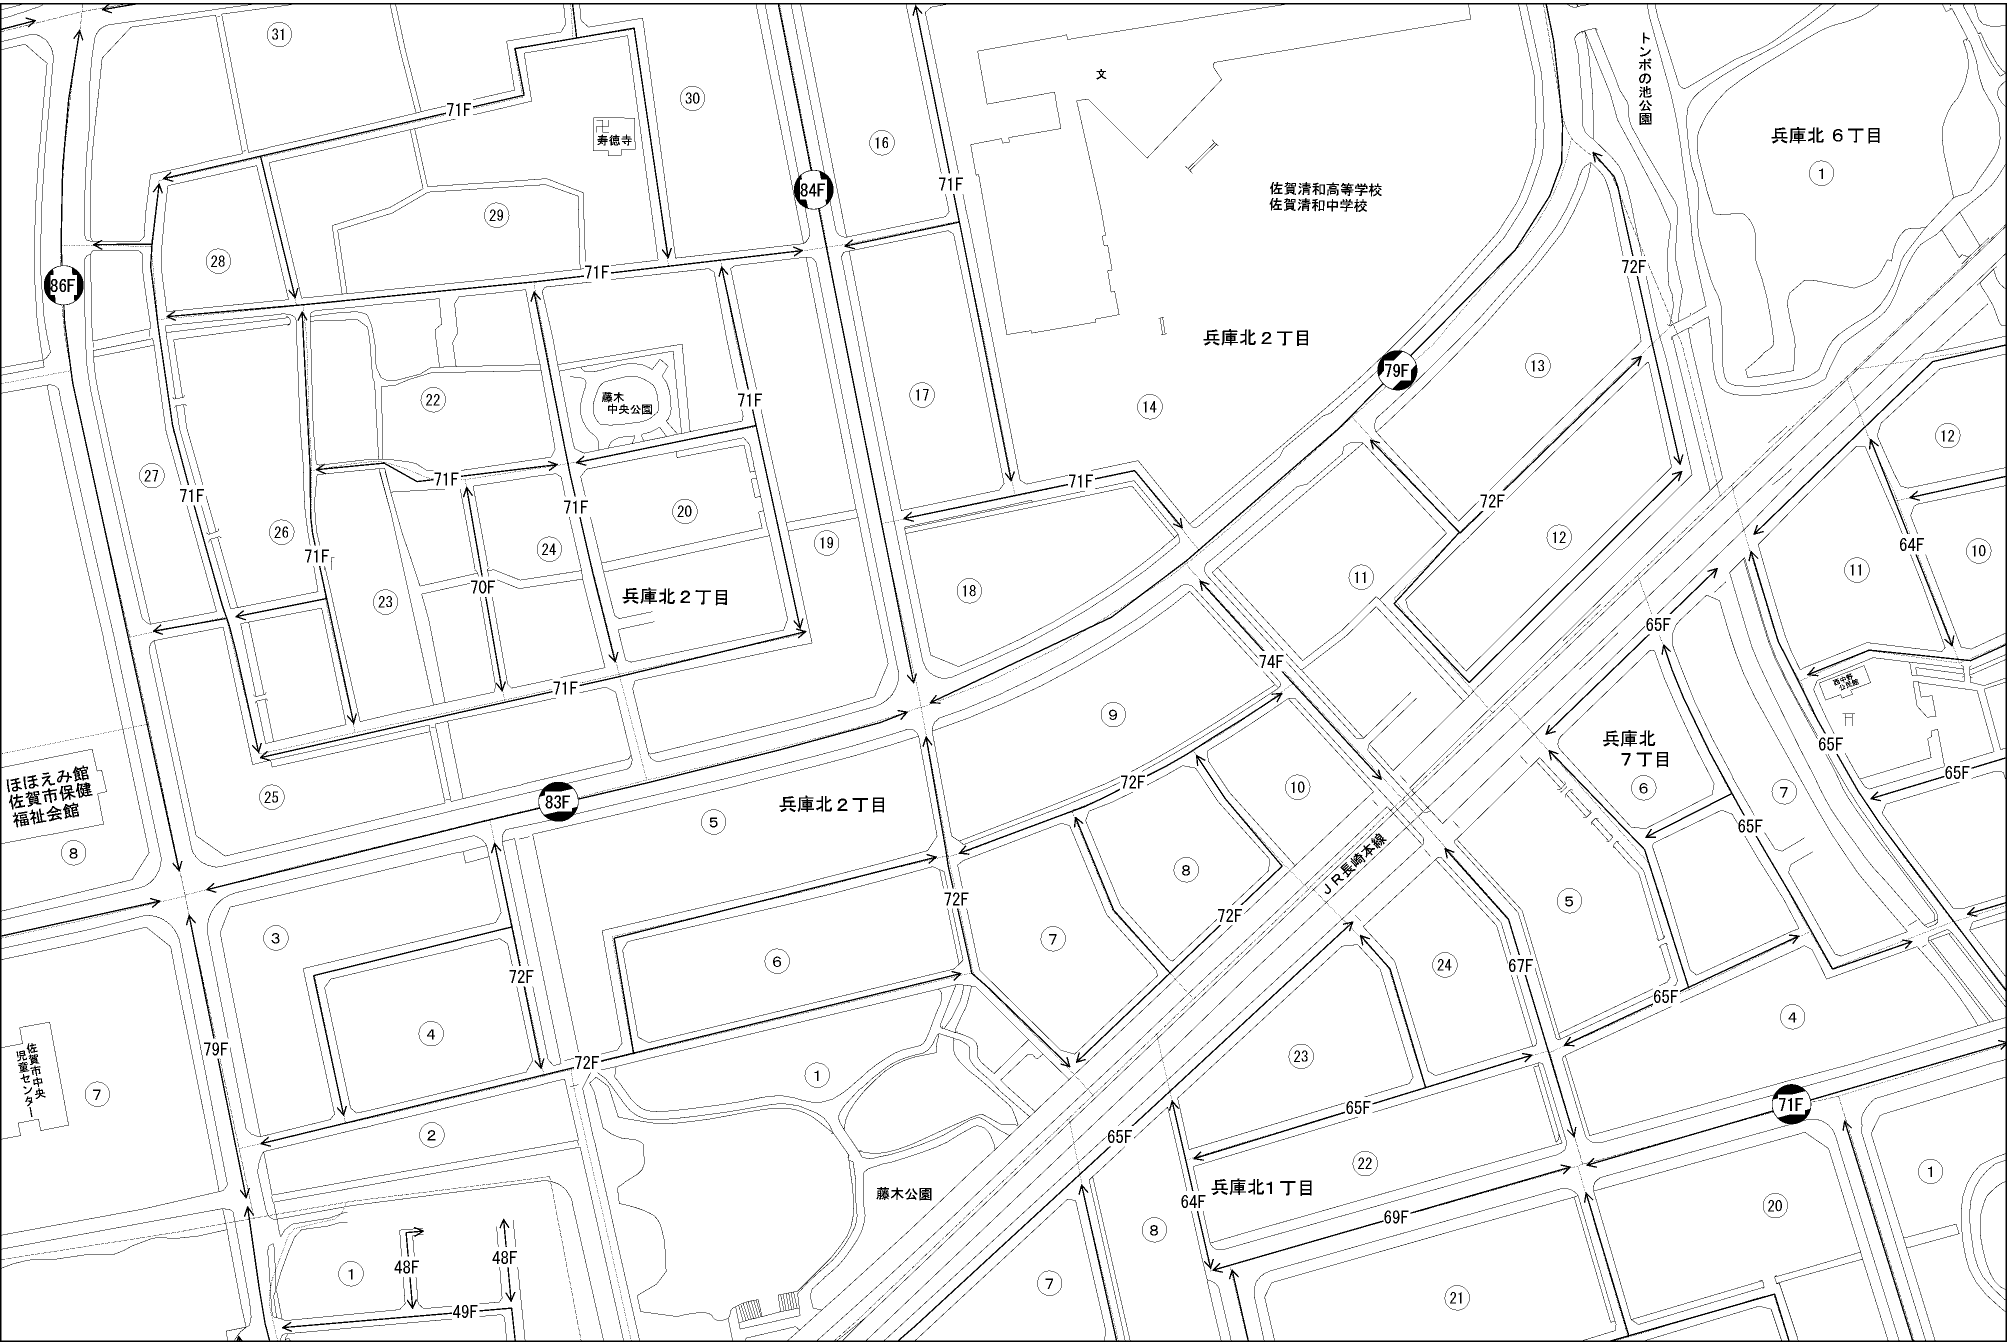 31
30
文
トンボの池公園
71F
16
兵庫北 6丁目
1
卍
寿徳寺
71F
84F
佐賀清和高等学校
佐賀清和中学校
29
28
71F
72F
86F
兵庫北2丁目
79F
13
22
藤木
中央公園
71F
17
14
12
27
71F
71F
71F
71F
72F
20
26
71F
24
19
12
64F
10
70F
11
11
23
兵庫北2丁目
18
65F
74F
71F
西中野
公民館
9
兵庫北
7丁目
65F
ほほえみ館
佐賀市保健
福祉会館
25
83F
兵庫北2丁目
72F
10
6
7
65F
5
65F
8
JR長崎本線
8
72F
72F
5
3
7
6
24
67F
72F
65F
4
4
79F
佐賀市中央
児童センター
72F
23
7
1
65F
71F
2
65F
22
藤木公園
兵庫北1丁目
1
64F
8
69F
20
48F
48F
1
7
21
49F